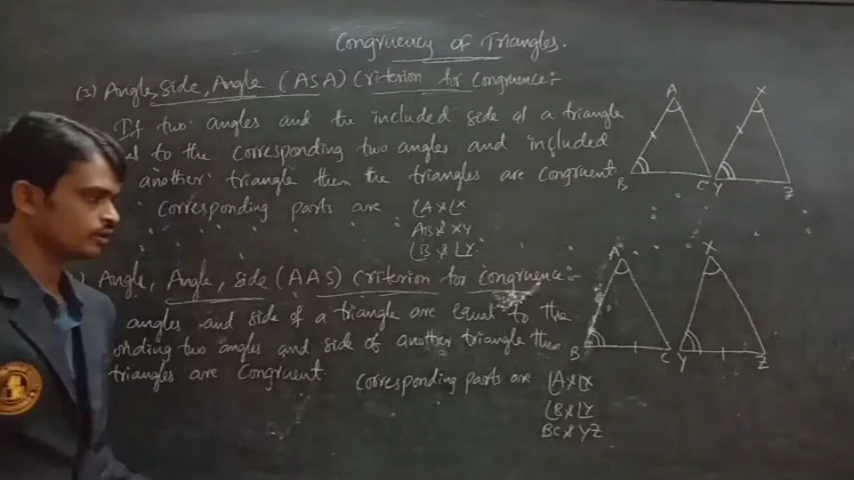 Congruency of Triangles.
(3) Angle, Side, Angle (ASA) Criterion for Congruence:-
If two angles and the included side of a triangle
to the corresponding two angles and included
another triangle them the triangles are congruent.
Corresponding parts are ∠A & ∠X
AB & XY
∠B & ∠Y.
Angle, Angle, side (AAS) Criterion for Congruence:-
angles and side of a triangle are equal to the
onding two angles and side of another triangle then
triangles are Congruent.
Corresponding parts are ∠A & ∠X
∠B & ∠Y
BC & YZ
A
X
B
C
Y
Z
A
X
B
C
Y
Z